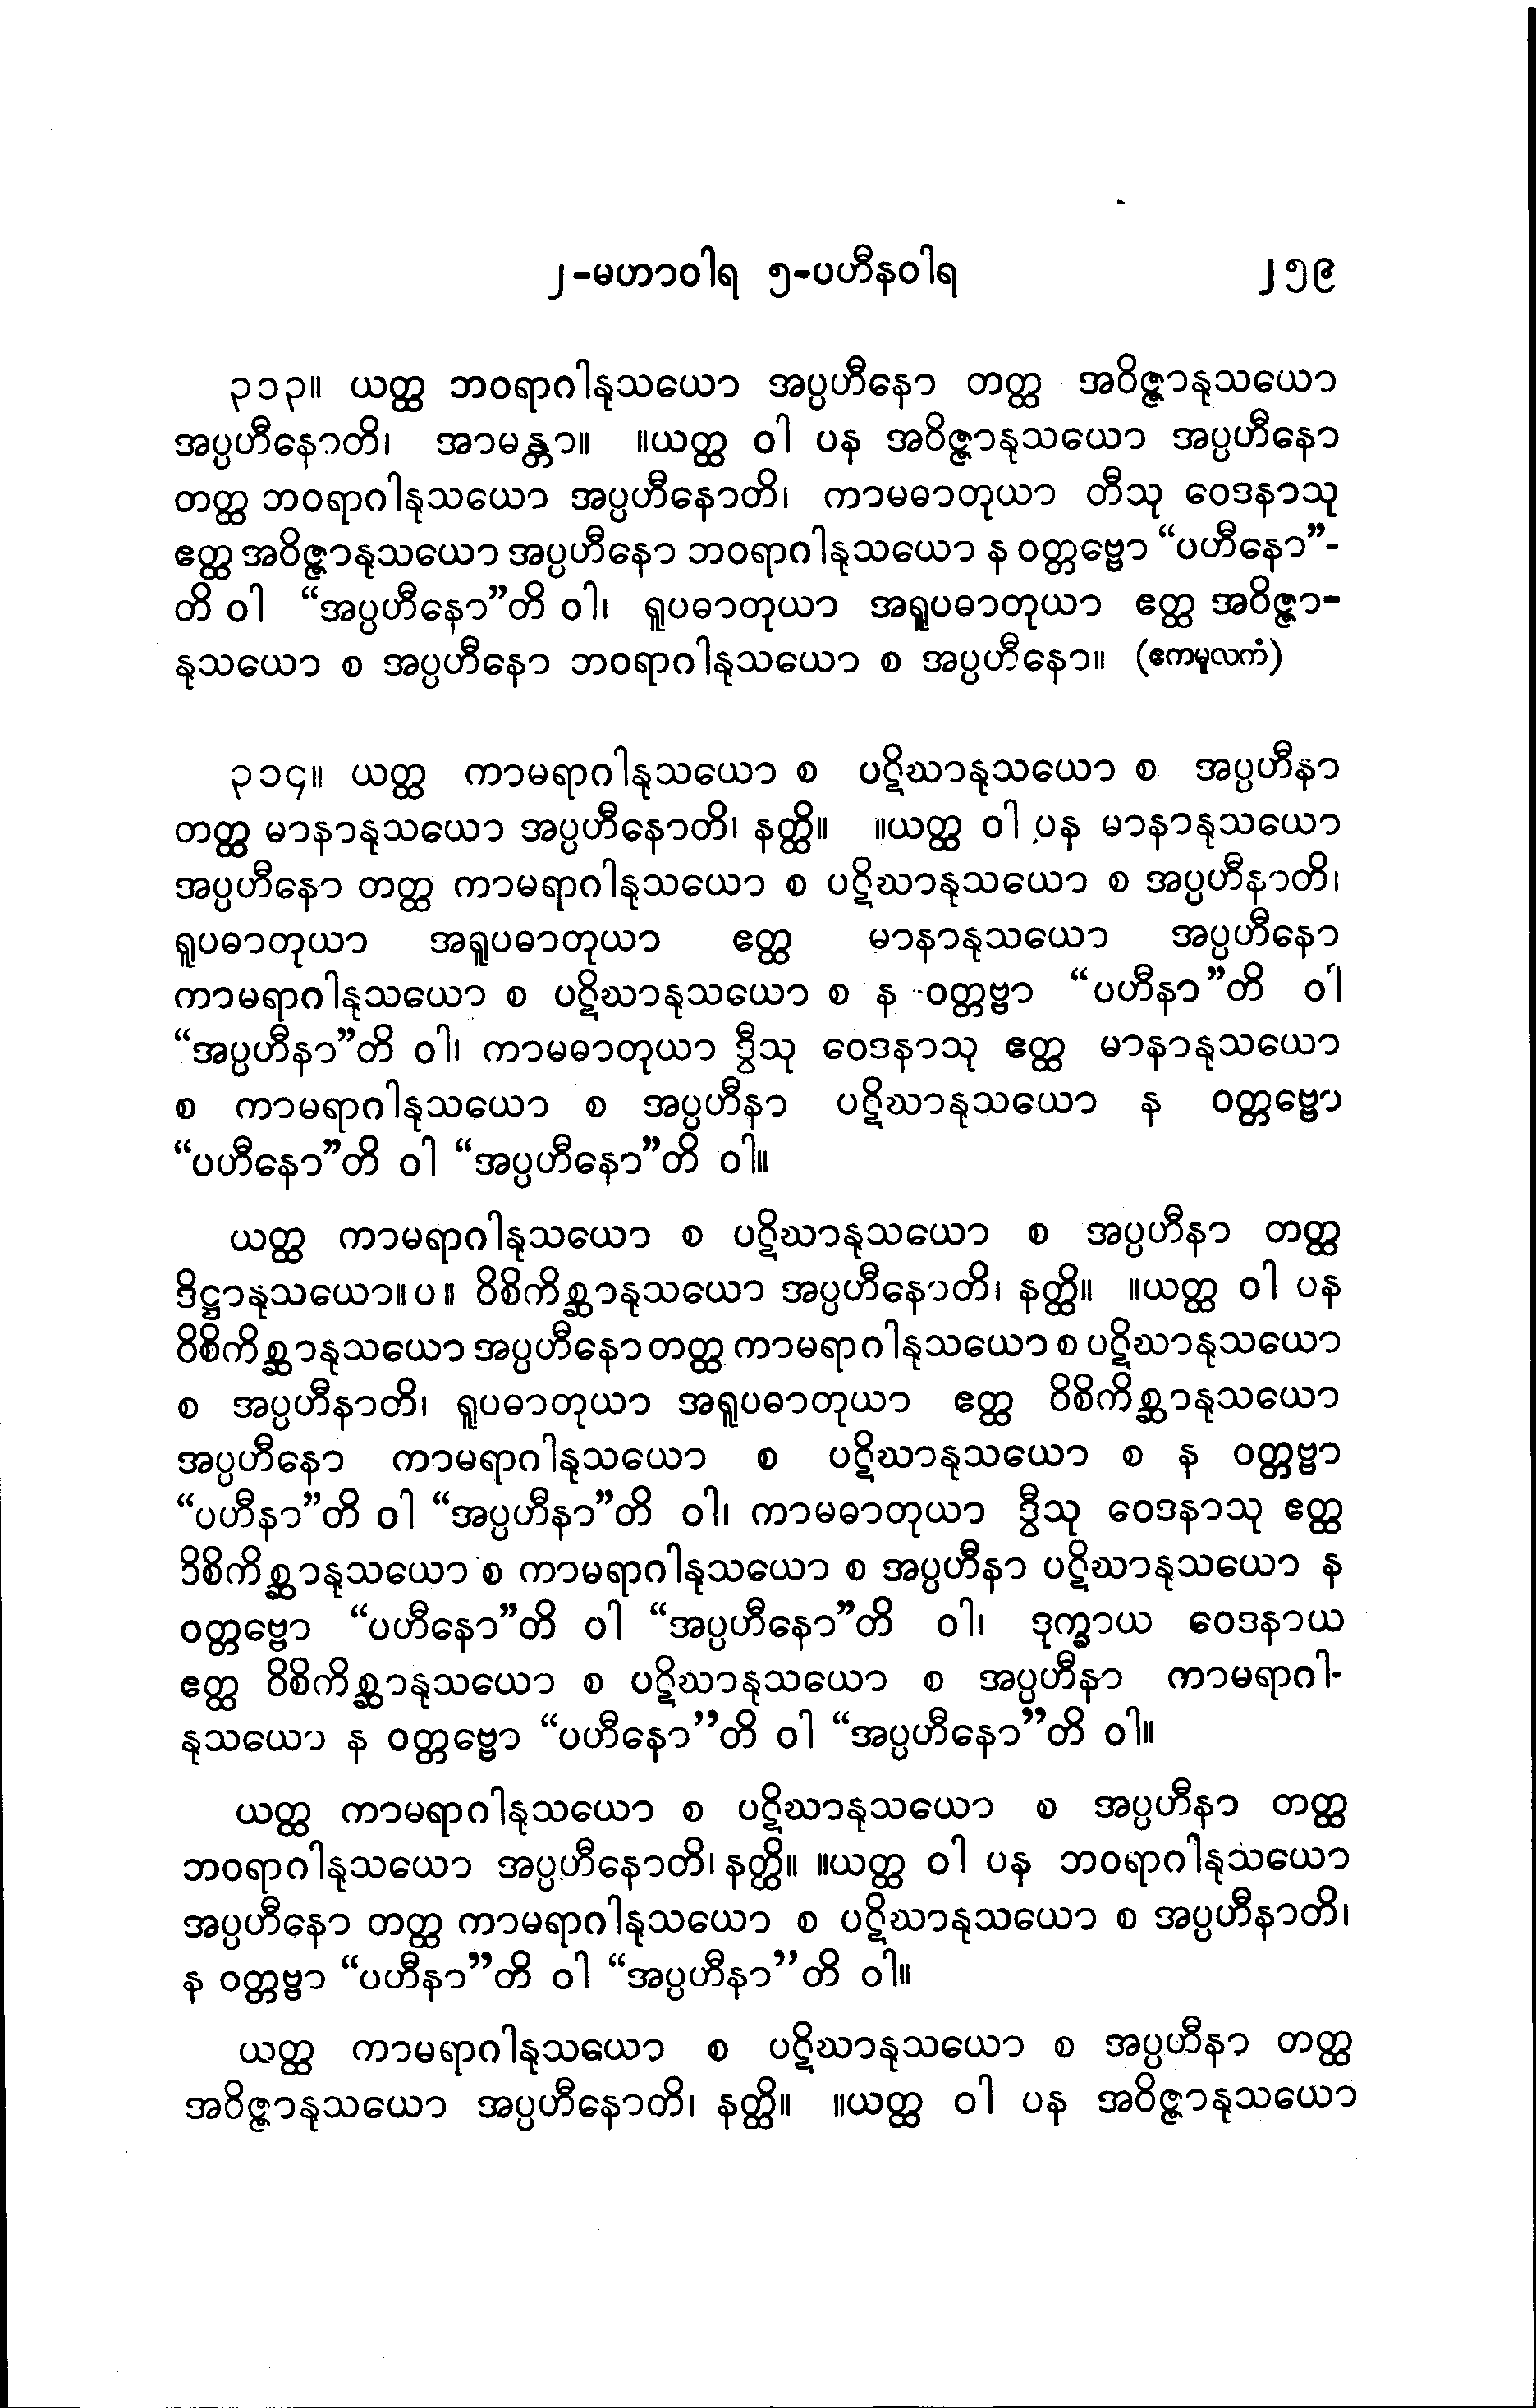 ၂-မဟာဝါရ ၅-ပဟီနဝါရ ၂၅၉
၃၁၃။ ယတ္ထ ဘဝရာဂါနုသယော အပ္ပဟီနော တတ္ထ အဝိဇ္ဇာနုသယော
အပ္ပဟီနောတိ၊ အာမန္တာ။ ။ယတ္ထ ဝါ ပန အဝိဇ္ဇာနုသယော အပ္ပဟီနော
တတ္ထ ဘဝရာဂါနုသယော အပ္ပဟီနောတိ၊ ကာမဓာတုယာ တီသု ဝေဒနာသု
ဧတ္ထ အဝိဇ္ဇာနုသယော အပ္ပဟီနော ဘဝရာဂါနုသယော န ဝတ္တဗ္ဗော “ပဟီနော”-
တိ ဝါ “အပ္ပဟီနော”တိ ဝါ၊ ရူပဓာတုယာ အရူပဓာတုယာ ဧတ္ထ အဝိဇ္ဇာ-
နုသယော စ အပ္ပဟီနော ဘဝရာဂါနုသယော စ အပ္ပဟီနော။ (ဧကမူလကံ)
၃၁၄။ ယတ္ထ ကာမရာဂါနုသယော စ ပဋိဃာနုသယော စ အပ္ပဟီနာ
တတ္ထ မာနာနုသယော အပ္ပဟီနောတိ၊ နတ္ထိ။ ။ယတ္ထ ဝါ ပန မာနာနုသယော
အပ္ပဟီနော တတ္ထ ကာမရာဂါနုသယော စ ပဋိဃာနုသယော စ အပ္ပဟီနာတိ၊
ရူပဓာတုယာ အရူပဓာတုယာ ဧတ္ထ မာနာနုသယော အပ္ပဟီနော
ကာမရာဂါနုသယော စ ပဋိဃာနုသယော စ န ဝတ္တဗ္ဗာ “ပဟီနာ”တိ ဝါ
“အပ္ပဟီနာ”တိ ဝါ၊ ကာမဓာတုယာ ဒွီသု ဝေဒနာသု ဧတ္ထ မာနာနုသယော
စ ကာမရာဂါနုသယော စ အပ္ပဟီနာ ပဋိဃာနုသယော န ဝတ္တဗ္ဗော
“ပဟီနော”တိ ဝါ “အပ္ပဟီနော”တိ ဝါ။
ယတ္ထ ကာမရာဂါနုသယော စ ပဋိဃာနုသယော စ အပ္ပဟီနာ တတ္ထ
ဒိဋ္ဌာနုသယော။ပ။ ဝိစိကိစ္ဆာနုသယော အပ္ပဟီနောတိ၊ နတ္ထိ။ ။ယတ္ထ ဝါ ပန
ဝိစိကိစ္ဆာနုသယော အပ္ပဟီနော တတ္ထ ကာမရာဂါနုသယော စ ပဋိဃာနုသယော
စ အပ္ပဟီနာတိ၊ ရူပဓာတုယာ အရူပဓာတုယာ ဧတ္ထ ဝိစိကိစ္ဆာနုသယော
အပ္ပဟီနော ကာမရာဂါနုသယော စ ပဋိဃာနုသယော စ န ဝတ္တဗ္ဗာ
“ပဟီနာ”တိ ဝါ “အပ္ပဟီနာ”တိ ဝါ၊ ကာမဓာတုယာ ဒွီသု ဝေဒနာသု ဧတ္ထ
ဝိစိကိစ္ဆာနုသယော စ ကာမရာဂါနုသယော စ အပ္ပဟီနာ ပဋိဃာနုသယော န
ဝတ္တဗ္ဗော “ပဟီနော”တိ ဝါ “အပ္ပဟီနော”တိ ဝါ၊ ဒုက္ခာယ ဝေဒနာယ
ဧတ္ထ ဝိစိကိစ္ဆာနုသယော စ ပဋိဃာနုသယော စ အပ္ပဟီနာ ကာမရာဂါ-
နုသယော န ဝတ္တဗ္ဗော “ပဟီနော”တိ ဝါ “အပ္ပဟီနော”တိ ဝါ။
ယတ္ထ ကာမရာဂါနုသယော စ ပဋိဃာနုသယော စ အပ္ပဟီနာ တတ္ထ
ဘဝရာဂါနုသယော အပ္ပဟီနောတိ၊ နတ္ထိ။ ။ယတ္ထ ဝါ ပန ဘဝရာဂါနုသယော
အပ္ပဟီနော တတ္ထ ကာမရာဂါနုသယော စ ပဋိဃာနုသယော စ အပ္ပဟီနာတိ၊
န ဝတ္တဗ္ဗာ “ပဟီနာ”တိ ဝါ “အပ္ပဟီနာ”တိ ဝါ။
ယတ္ထ ကာမရာဂါနုသယော စ ပဋိဃာနုသယော စ အပ္ပဟီနာ တတ္ထ
အဝိဇ္ဇာနုသယော အပ္ပဟီနောတိ၊ နတ္ထိ။ ။ယတ္ထ ဝါ ပန အဝိဇ္ဇာနုသယော